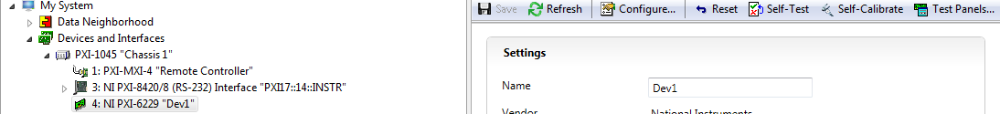 My System
Data Neighborhood
Devices and Interfaces
PXI-1045 "Chassis 1"
1: PXI-MXI-4 "Remote Controller"
3: NI PXI-8420/8 (RS-232) Interface "PXI17::14::INSTR"
4: NI PXI-6229 "Dev1"
Save Refresh Configure... Reset Self-Test Self-Calibrate Test Panels...
Settings
Name Dev1
Vendor National Instruments